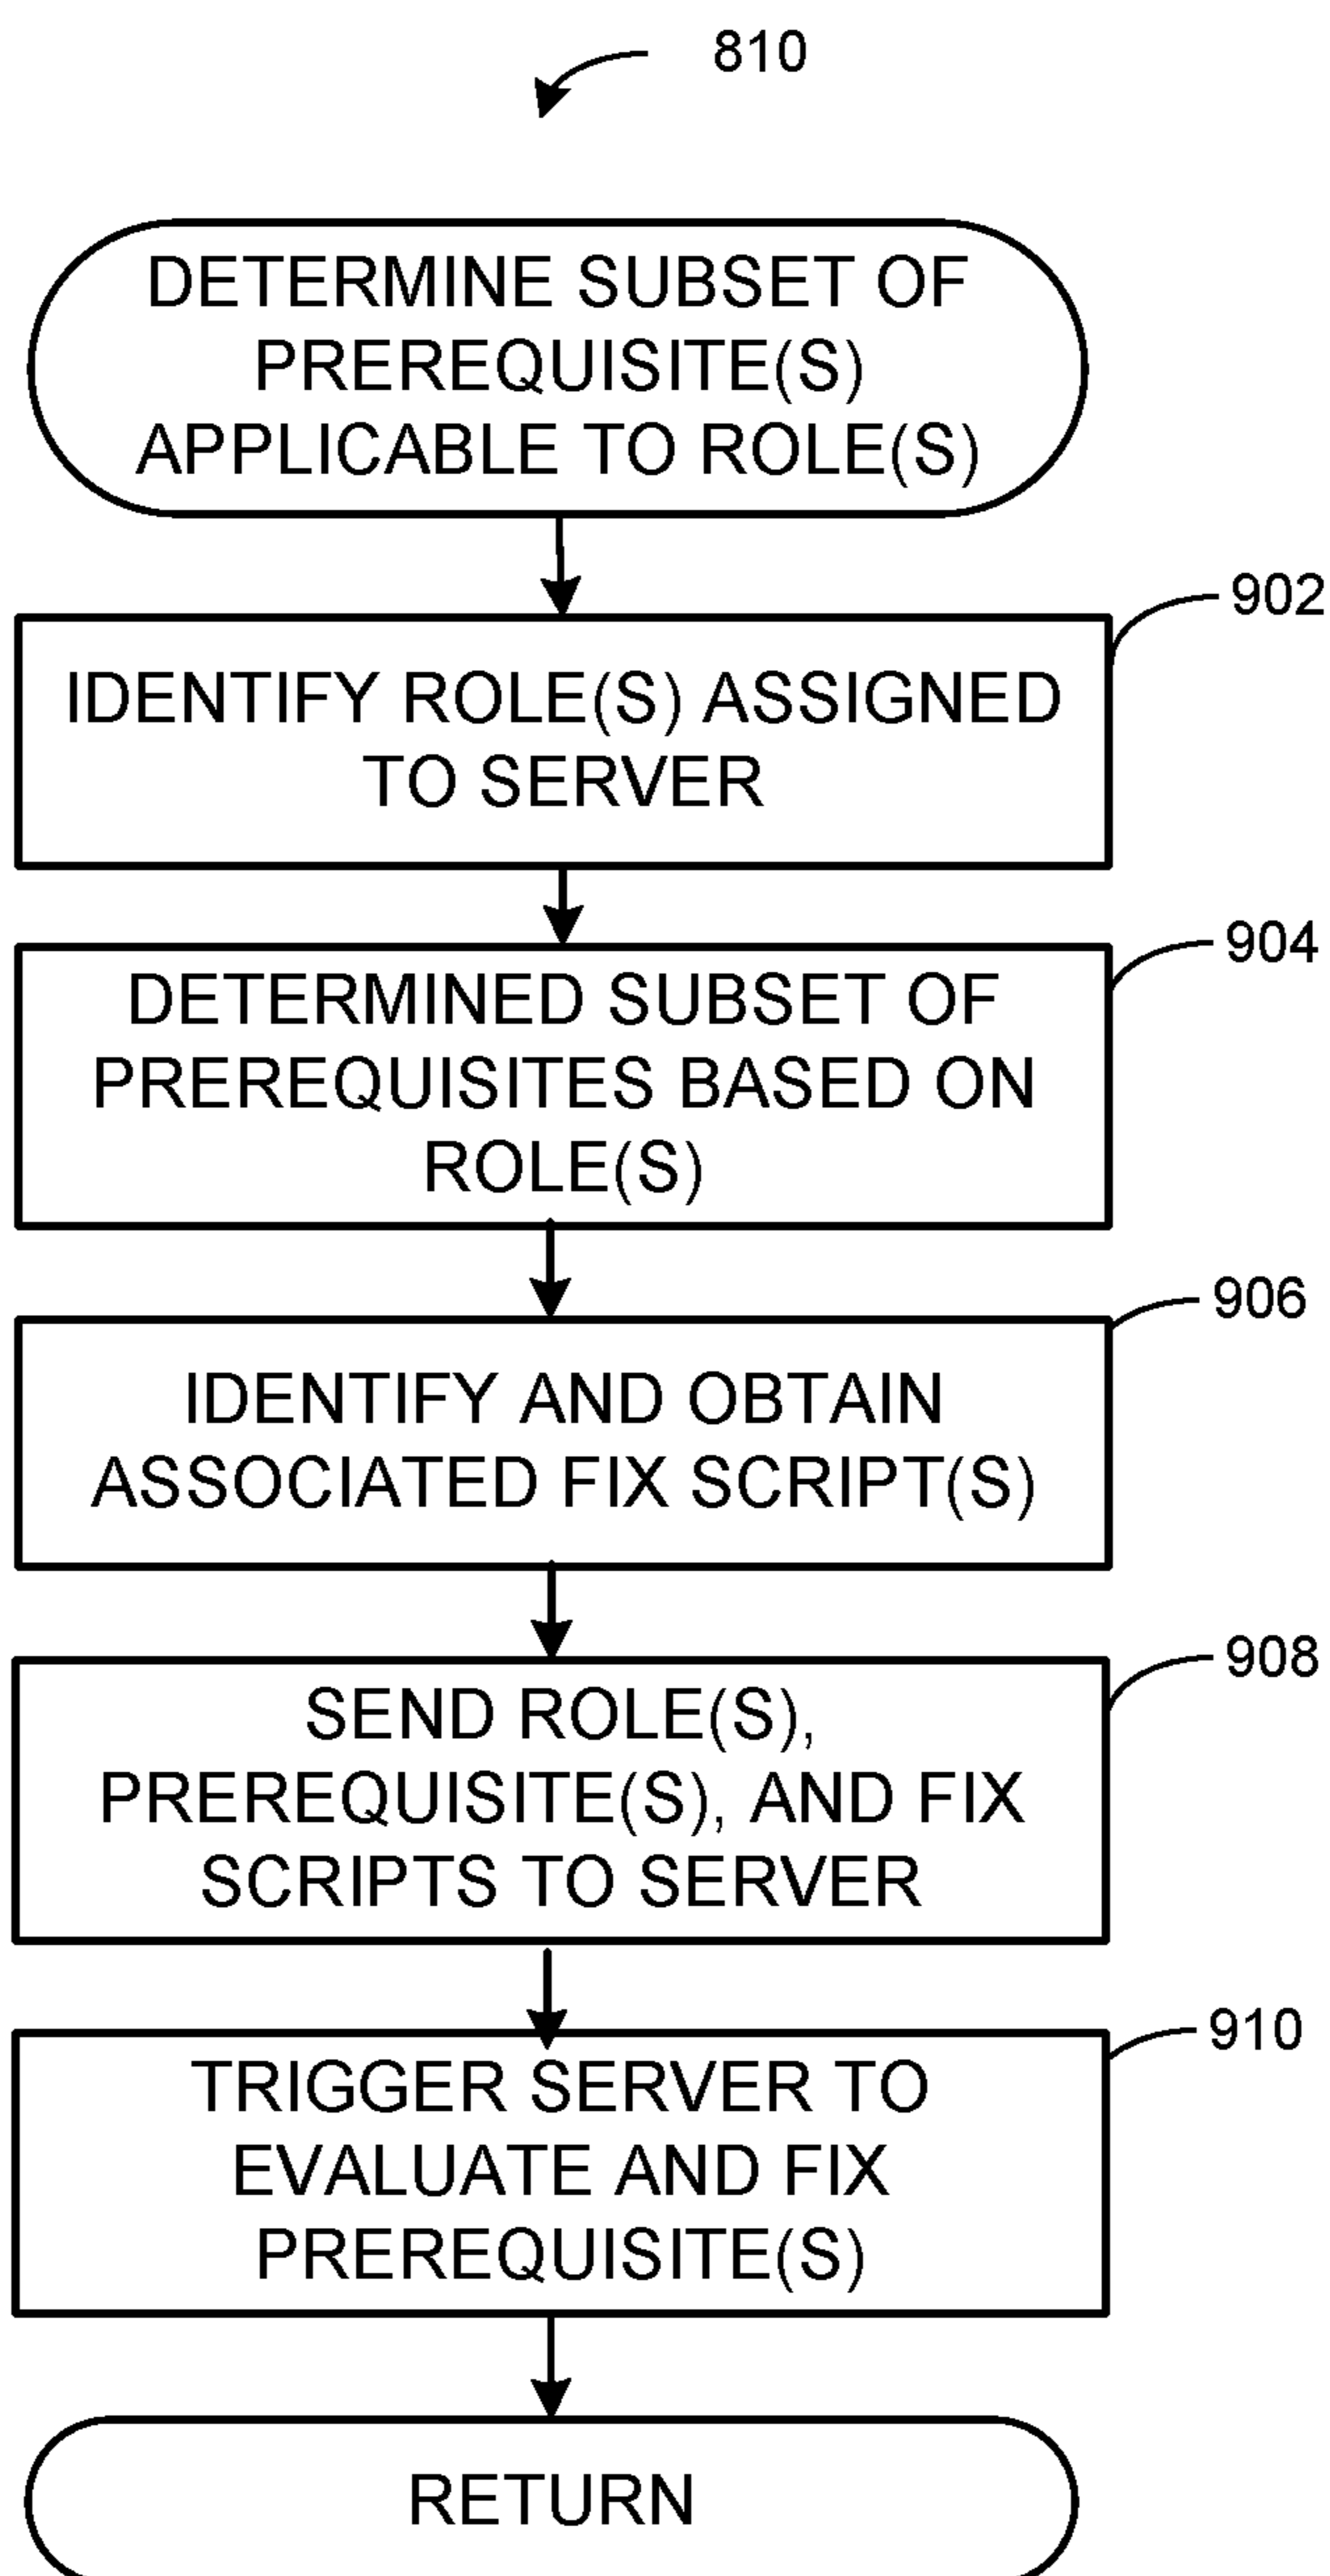 810
DETERMINE SUBSET OF
PREREQUISITE(S)
APPLICABLE TO ROLE(S)
902
IDENTIFY ROLE(S) ASSIGNED
TO SERVER
904
DETERMINED SUBSET OF
PREREQUISITES BASED ON
ROLE(S)
906
IDENTIFY AND OBTAIN
ASSOCIATED FIX SCRIPT(S)
908
SEND ROLE(S),
PREREQUISITE(S), AND FIX
SCRIPTS TO SERVER
910
TRIGGER SERVER TO
EVALUATE AND FIX
PREREQUISITE(S)
RETURN